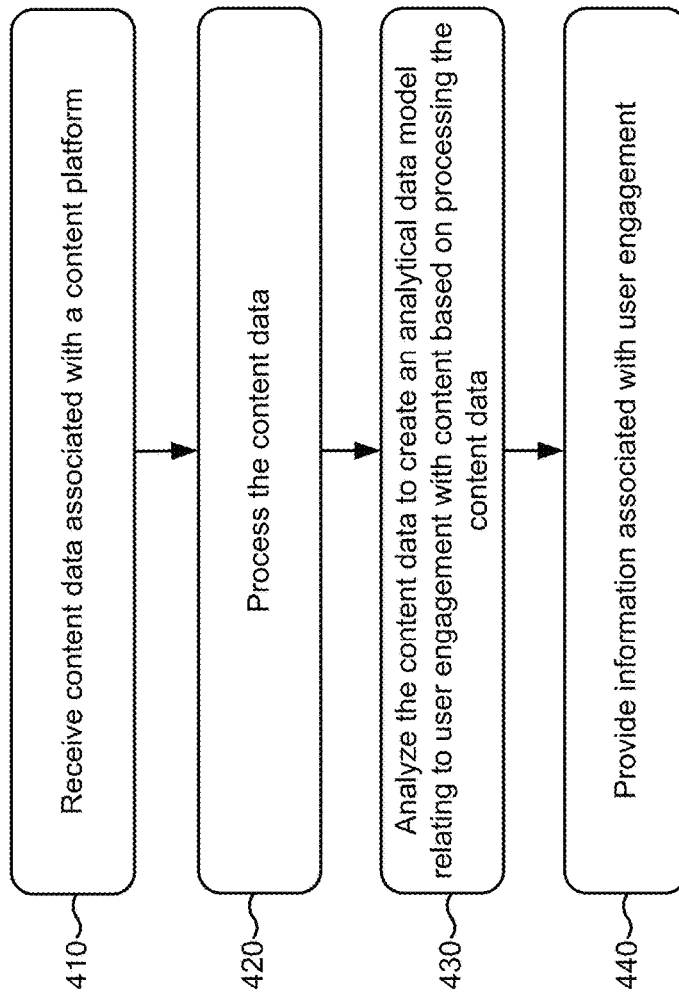 410
Receive content data associated with a content platform
420
Process the content data
430
Analyze the content data to create an analytical data model
relating to user engagement with content based on processing the
content data
440
Provide information associated with user engagement